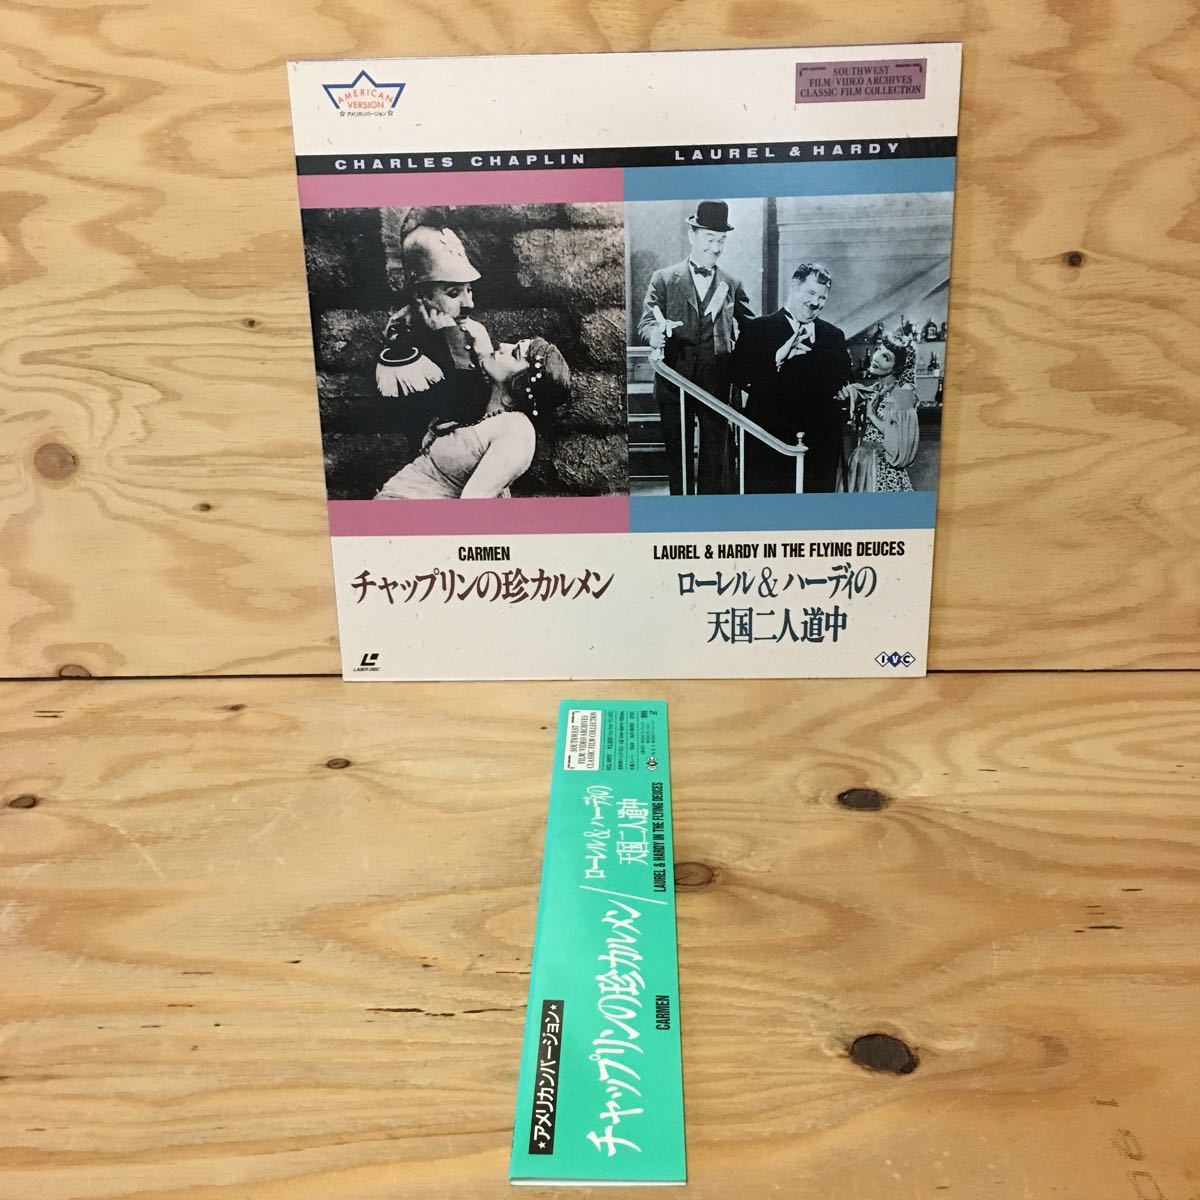 AMERICAN
VERSION
☆アメリカンバージョン☆
SOUTHWEST
FILM/VIDEO ARCHIVES
CLASSIC FILM COLLECTION
CHARLES CHAPLIN
LAUREL & HARDY
CARMEN
チャップリンの珍カルメン
LAUREL & HARDY IN THE FLYING DEUCES
ローレル&ハーディの
天国二人道中
LASER DISC
IVC
SOUTHWEST
FILM/VIDEO ARCHIVES
CLASSIC FILM COLLECTION
★アメリカンバージョン★
チャップリンの珍カルメン/
CARMEN
ローレル&ハーディの
天国二人道中
LAUREL & HARDY IN THE FLYING DEUCES